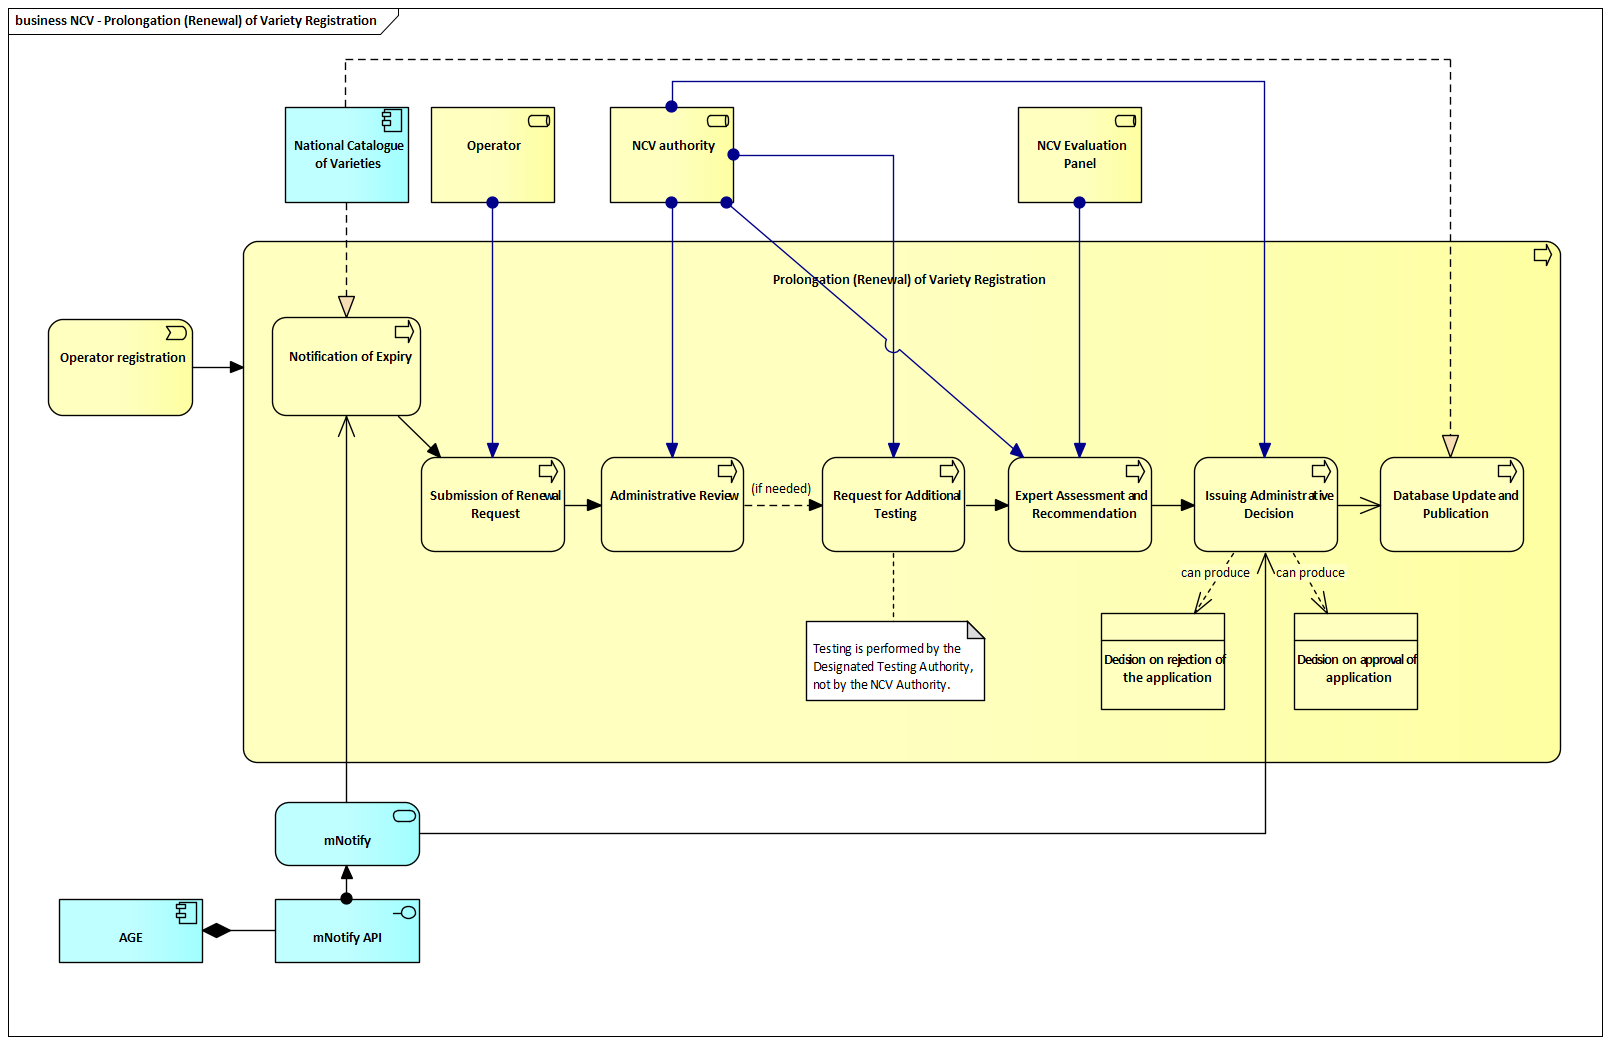 business NCV - Prolongation (Renewal) of Variety Registration
National Catalogue
of Varieties
Operator
NCV authority
NCV Evaluation
Panel
Prolongation (Renewal) of Variety Registration
Operator registration
Notification of Expiry
Submission of Renewal
Request
Administrative Review
(if needed)
Request for Additional
Testing
Expert Assessment and
Recommendation
Issuing Administrative
Decision
Database Update and
Publication
can produce
can produce
Testing is performed by the
Designated Testing Authority,
not by the NCV Authority.
Decision on rejection of
the application
Decision on approval of
application
mNotify
AGE
mNotify API